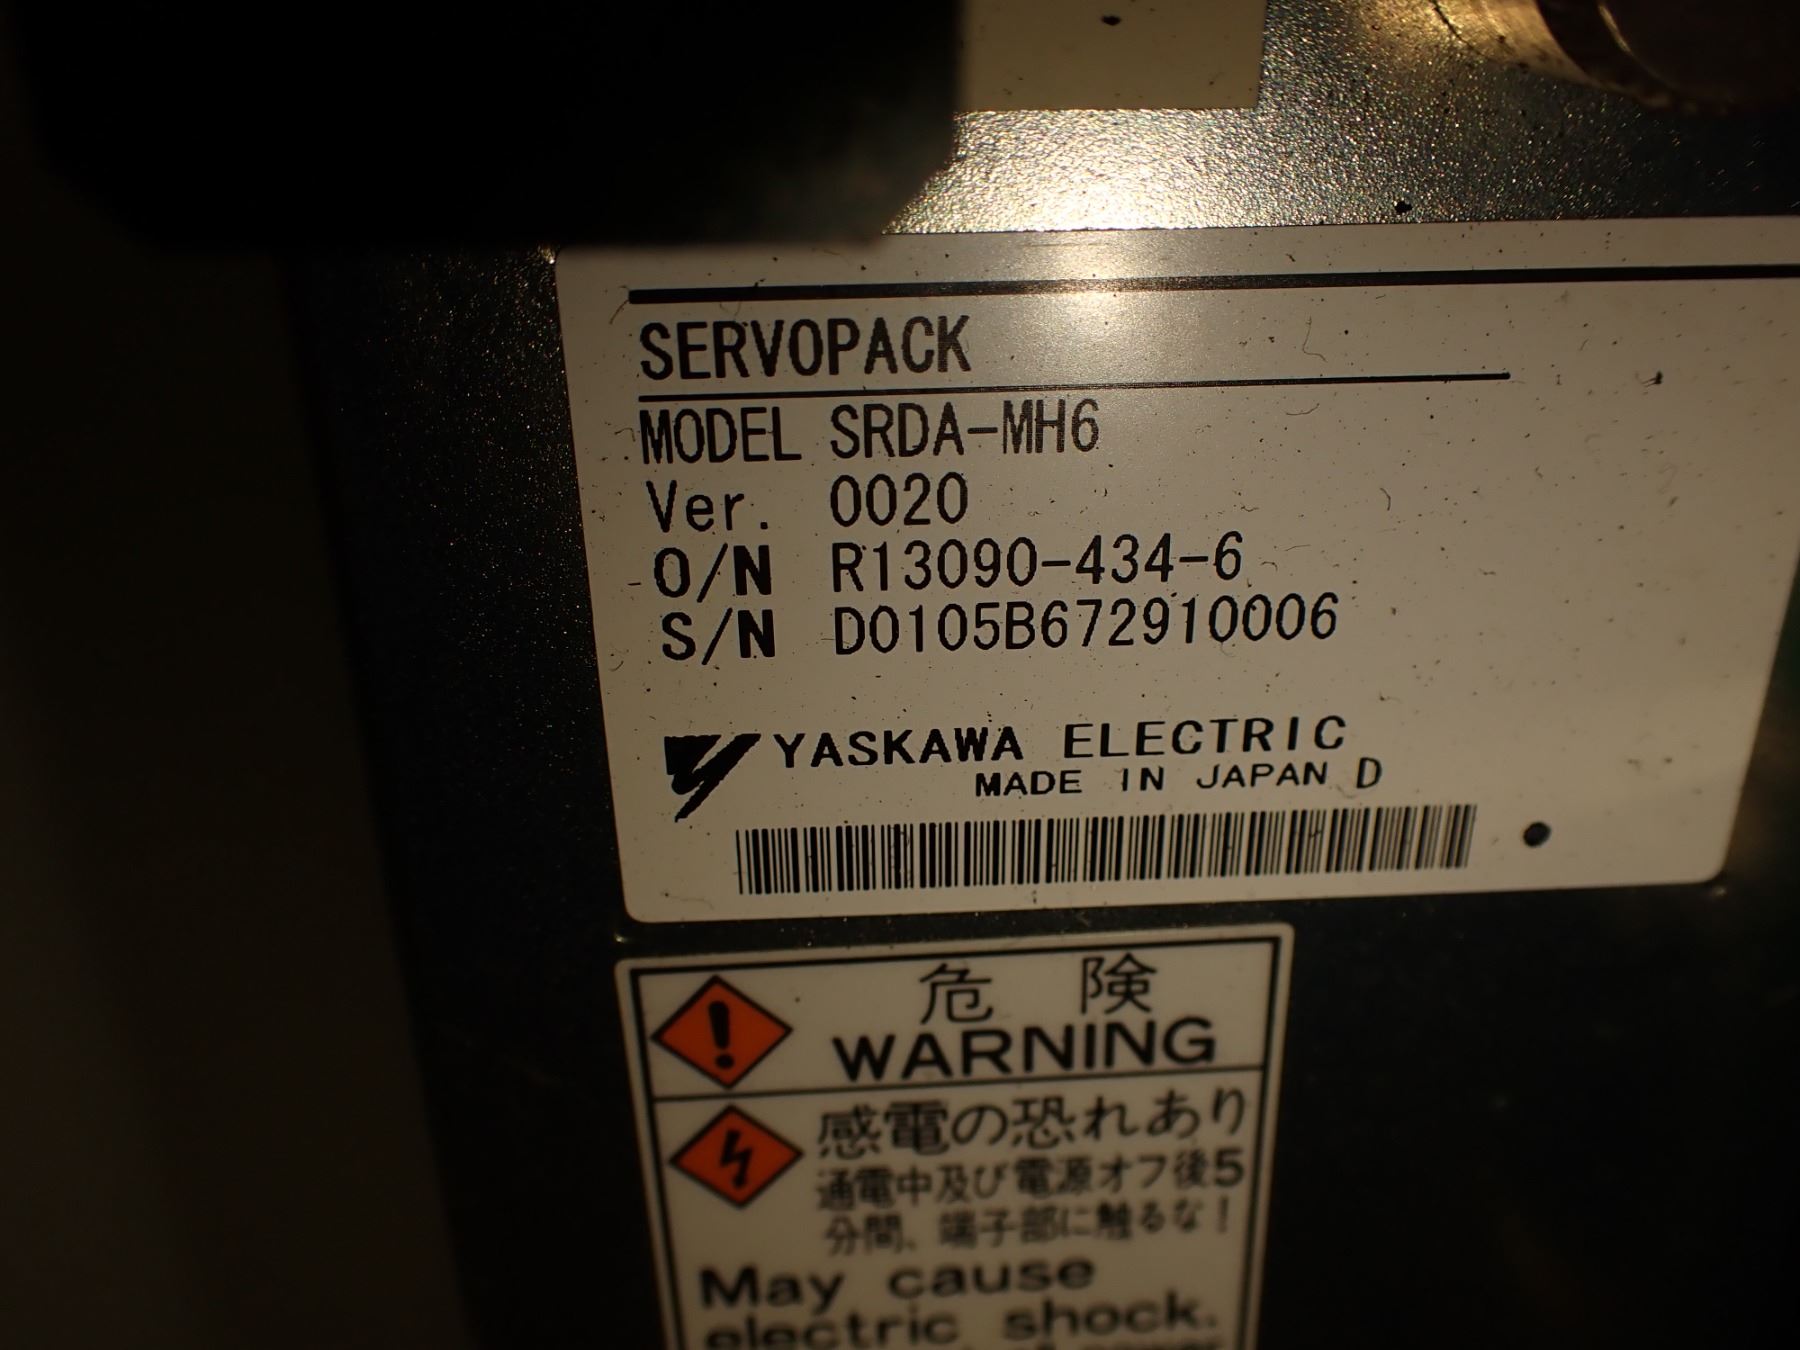 SERVOPACK
MODEL SRDA-MH6
Ver. 0020
O/N R13090-434-6
S/N D0105B672910006
YASKAWA ELECTRIC
MADE IN JAPAN D
危 険
WARNING
感電の恐れあり
通電中及び電源オフ後5
分間、端子部に触るな!
May cause
electric shock.